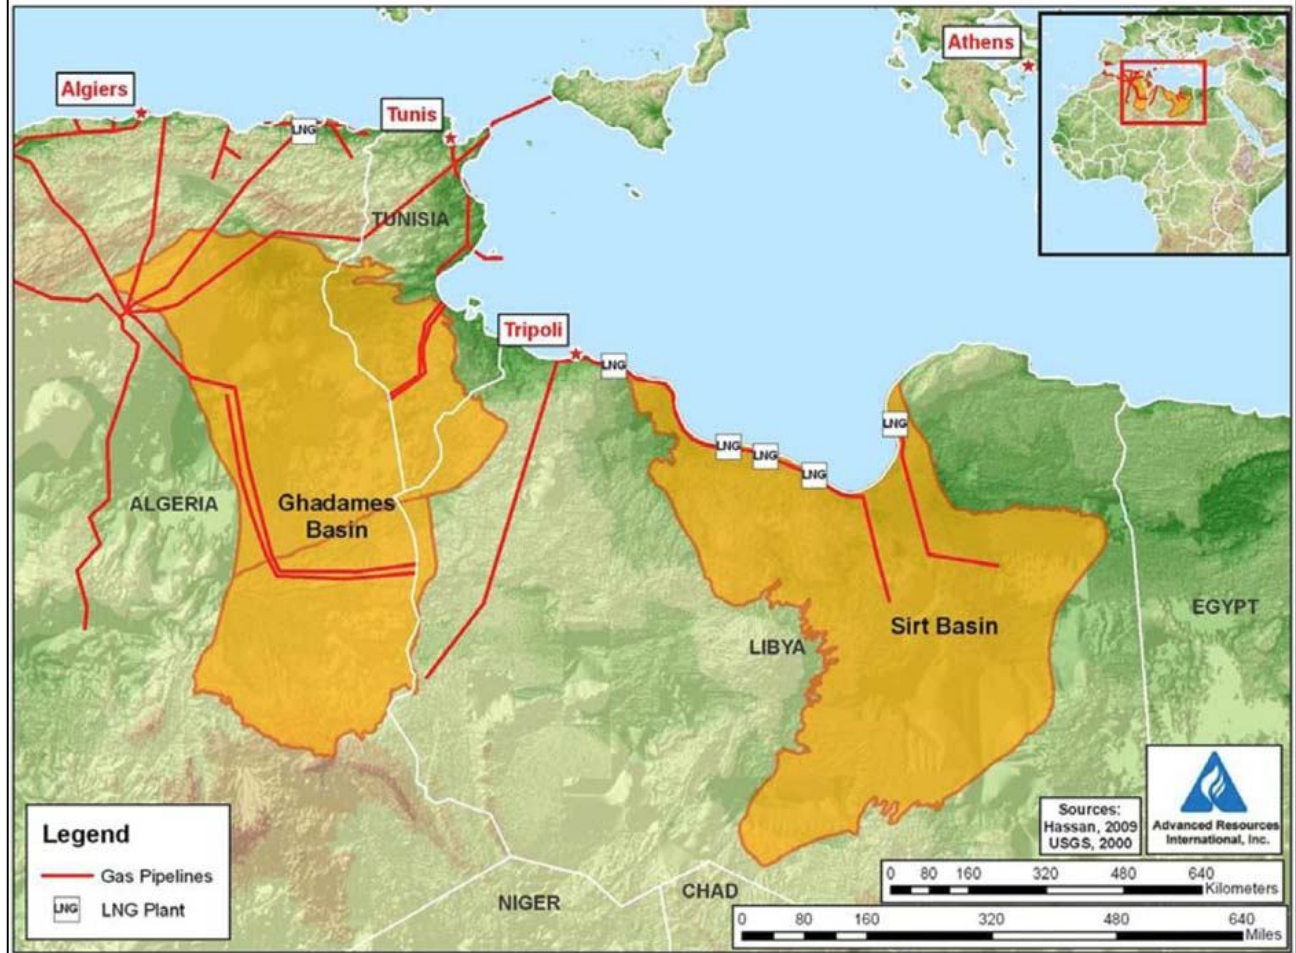 Athens
Algiers
Tunis
LNG
TUNISIA
Tripoli
LNG
LNG
LNG
LNG
LNG
ALGERIA
Ghadames
Basin
EGYPT
Sirt Basin
LIBYA
Sources:
Hassan, 2009
USGS, 2000
Advanced Resources
International, Inc.
Legend
Gas Pipelines
LNG
LNG Plant
NIGER
CHAD
0 80 160 320 480 640
Kilometers
0 80 160 320 480 640
Miles